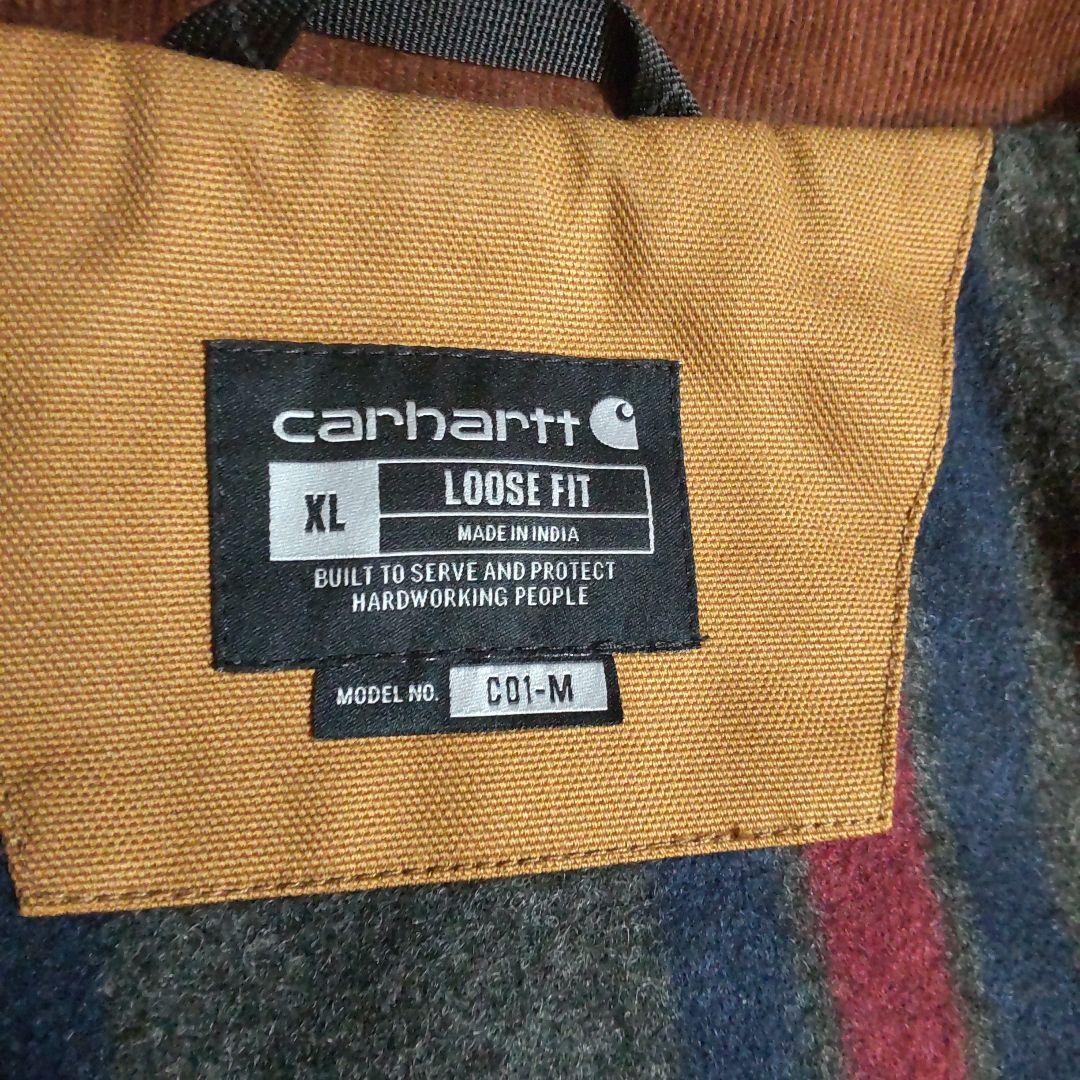 carhartt
XL
LOOSE FIT
MADE IN INDIA
BUILT TO SERVE AND PROTECT
HARDWORKING PEOPLE
MODEL NO. C01-M